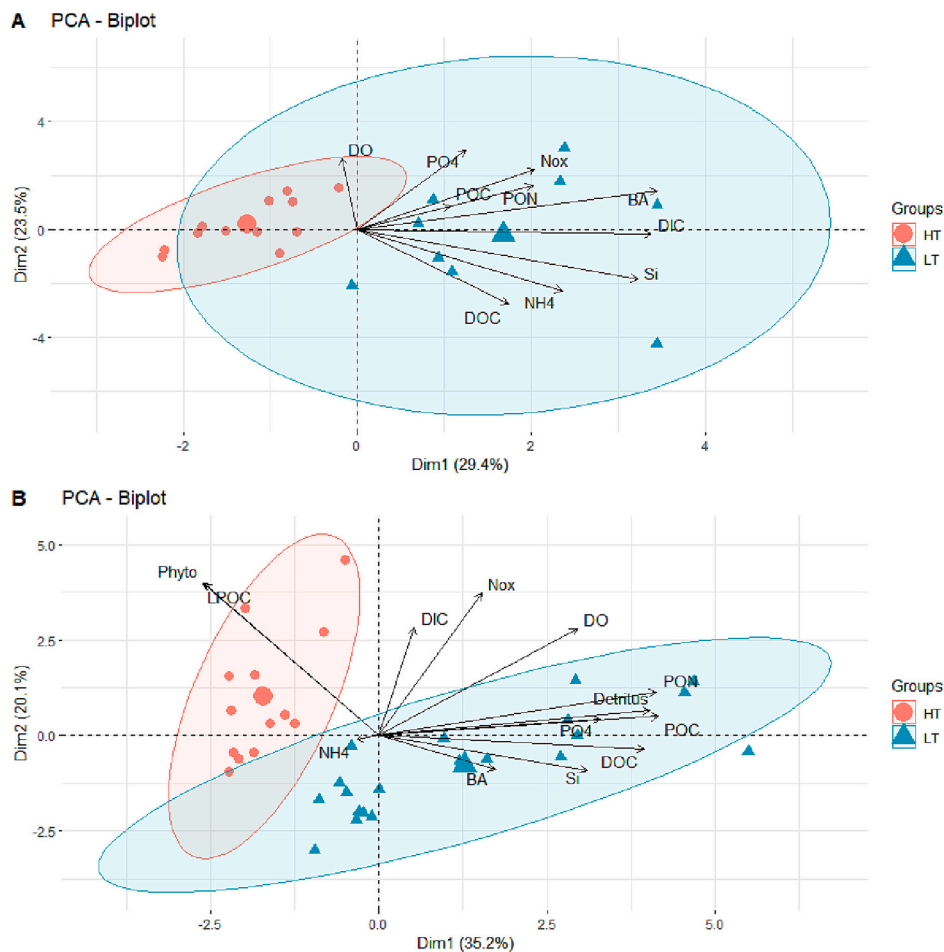 A PCA - Biplot
DO
PO4
Nox
POC
PON
BA
DIC
Si
NH4
DOC
4
0
-4
Dim2 (23.5%)
-2
0
2
4
Dim1 (29.4%)
Groups
HT
LT
B PCA - Biplot
Phyto
LPOC
DIC
Nox
DO
PON
Detritus
PO4
POC
DOC
NH4
BA
Si
5.0
2.5
0.0
-2.5
Dim2 (20.1%)
-2.5
0.0
2.5
5.0
Dim1 (35.2%)
Groups
HT
LT